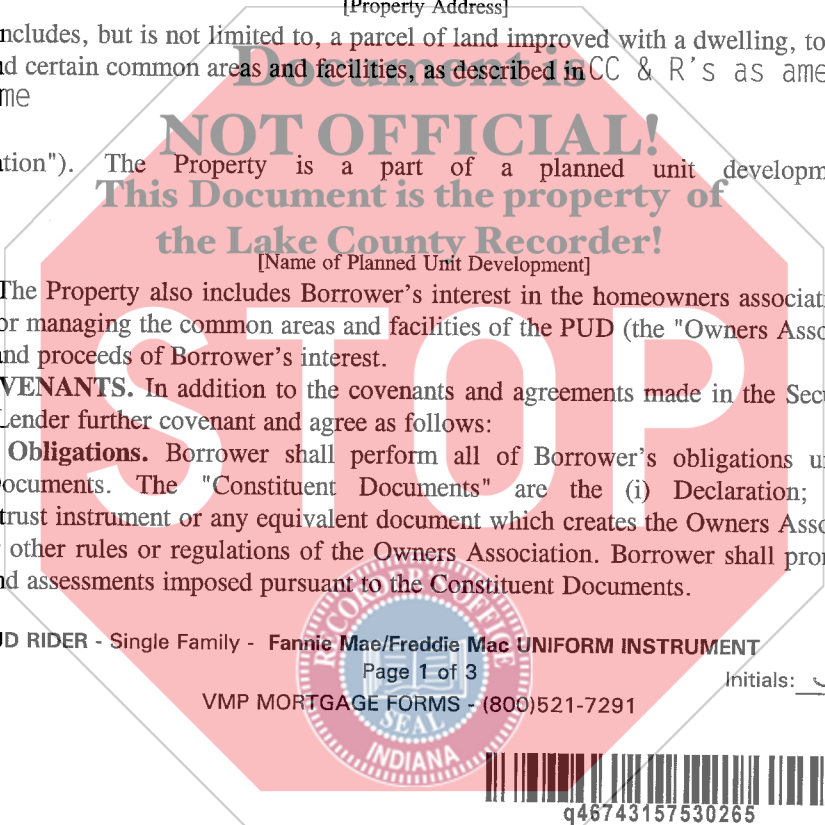 [Property Address]
ncludes, but is not limited to, a parcel of land improved with a dwelling, to
d certain common areas and facilities, as described in CC & R's as ame
me
Document is
NOT OFFICIAL!
tion"). The Property is a part of a planned unit developm
This Document is the property of
the Lake County Recorder!
[Name of Planned Unit Development]
The Property also includes Borrower's interest in the homeowners associati
or managing the common areas and facilities of the PUD (the "Owners Asso
nd proceeds of Borrower's interest.
VENANTS. In addition to the covenants and agreements made in the Secu
Lender further covenant and agree as follows:
STOP
Obligations. Borrower shall perform all of Borrower's obligations u
ocuments. The "Constituent Documents" are the (i) Declaration;
trust instrument or any equivalent document which creates the Owners Asso
other rules or regulations of the Owners Association. Borrower shall pro
d assessments imposed pursuant to the Constituent Documents.
RECORDER'S OFFICE
SEAL
INDIANA
UD RIDER - Single Family - Fannie Mae/Freddie Mac UNIFORM INSTRUMENT
Page 1 of 3
Initials:
VMP MORTGAGE FORMS - (800)521-7291
q46743157530265